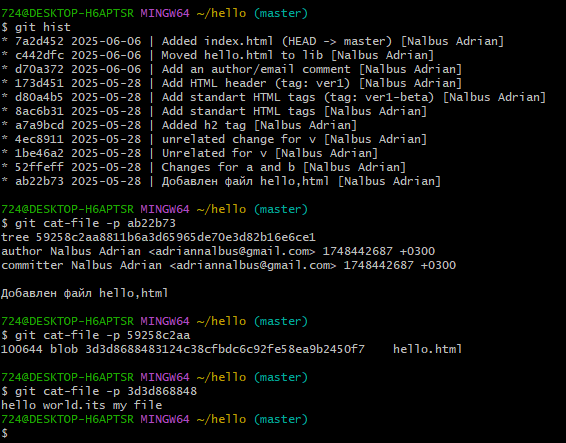 724@DESKTOP-H6APTSR MINGW64 ~/hello (master)
$ git hist
* 7a2d452 2025-06-06 | Added index.html (HEAD -> master) [Nalbus Adrian]
* c442dfc 2025-06-06 | Moved hello.html to lib [Nalbus Adrian]
* d70a372 2025-06-06 | Add an author/email comment [Nalbus Adrian]
* 173d451 2025-05-28 | Add HTML header (tag: ver1) [Nalbus Adrian]
* d80a4b5 2025-05-28 | Add standart HTML tags (tag: ver1-beta) [Nalbus Adrian]
* 8ac6b31 2025-05-28 | Add standart HTML tags [Nalbus Adrian]
* a7a9bcd 2025-05-28 | Added h2 tag [Nalbus Adrian]
* 4ec8911 2025-05-28 | unrelated change for v [Nalbus Adrian]
* 1be46a2 2025-05-28 | Unrelated for v [Nalbus Adrian]
* 52ffeff 2025-05-28 | Changes for a and b [Nalbus Adrian]
* ab22b73 2025-05-28 | Добавлен файл hello,html [Nalbus Adrian]
724@DESKTOP-H6APTSR MINGW64 ~/hello (master)
$ git cat-file -p ab22b73
tree 59258c2aa8811b6a3d65965de70e3d82b16e6ce1
author Nalbus Adrian <adriannalbus@gmail.com> 1748442687 +0300
committer Nalbus Adrian <adriannalbus@gmail.com> 1748442687 +0300
Добавлен файл hello,html
724@DESKTOP-H6APTSR MINGW64 ~/hello (master)
$ git cat-file -p 59258c2aa
100644 blob 3d3d8688483124c38cfbdc6c92fe58ea9b2450f7    hello.html
724@DESKTOP-H6APTSR MINGW64 ~/hello (master)
$ git cat-file -p 3d3d868848
hello world.its my file
724@DESKTOP-H6APTSR MINGW64 ~/hello (master)
$